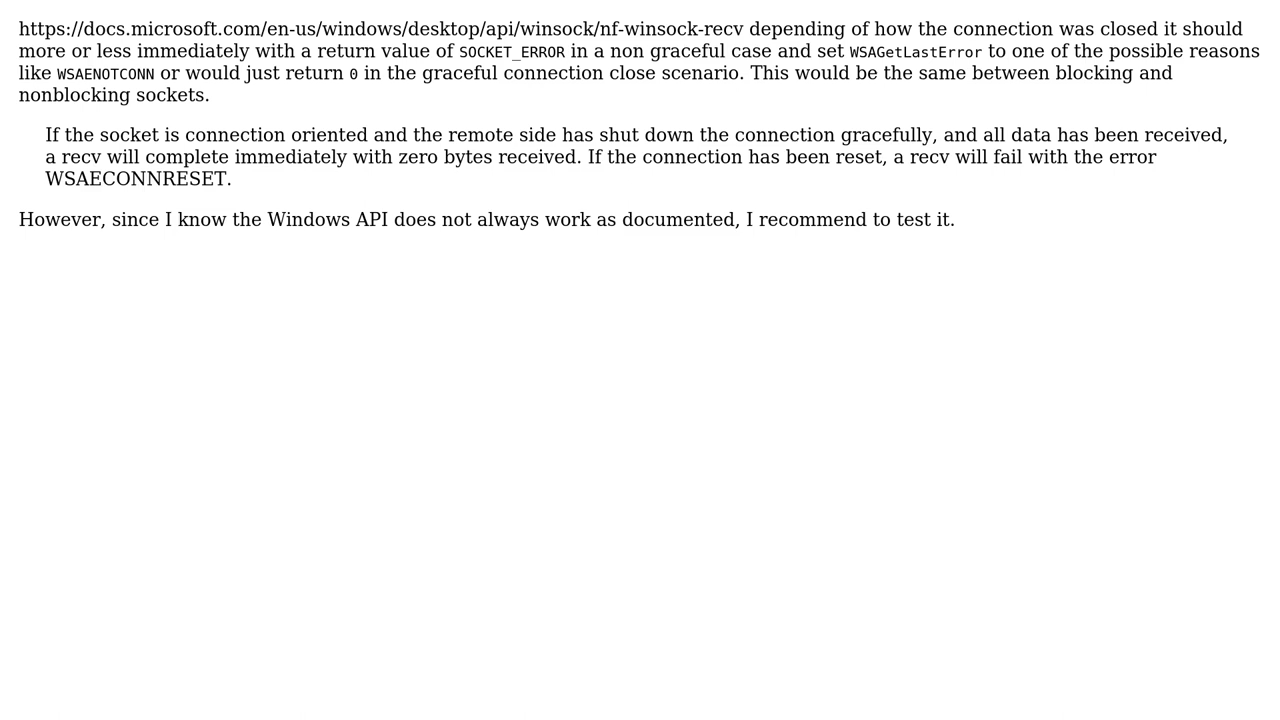 https://docs.microsoft.com/en-us/windows/desktop/api/winsock/nf-winsock-recv depending of how the connection was closed it should
more or less immediately with a return value of SOCKET_ERROR in a non graceful case and set WSAGetLastError to one of the possible reasons
like WSAENOTCONN or would just return 0 in the graceful connection close scenario. This would be the same between blocking and
nonblocking sockets.
If the socket is connection oriented and the remote side has shut down the connection gracefully, and all data has been received,
a recv will complete immediately with zero bytes received. If the connection has been reset, a recv will fail with the error
WSAECONNRESET.
However, since I know the Windows API does not always work as documented, I recommend to test it.